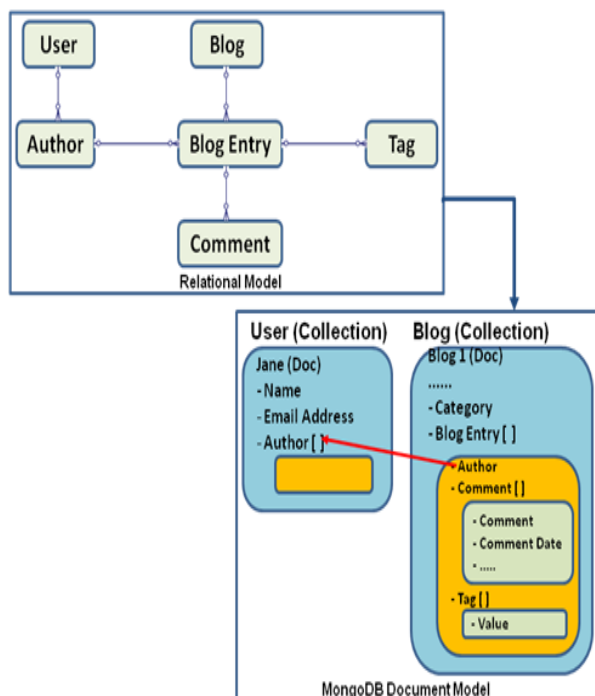 User Blog
Author Blog Entry Tag
Comment
Relational Model
User (Collection) Blog (Collection)
Jane (Doc)
- Name
- Email Address
- Author [ ]
Blog 1 (Doc)
......
- Category
- Blog Entry [ ]
- Author
- Comment [ ]
- Comment
- Comment Date
- .....
- Tag [ ]
- Value
MongoDB Document Model